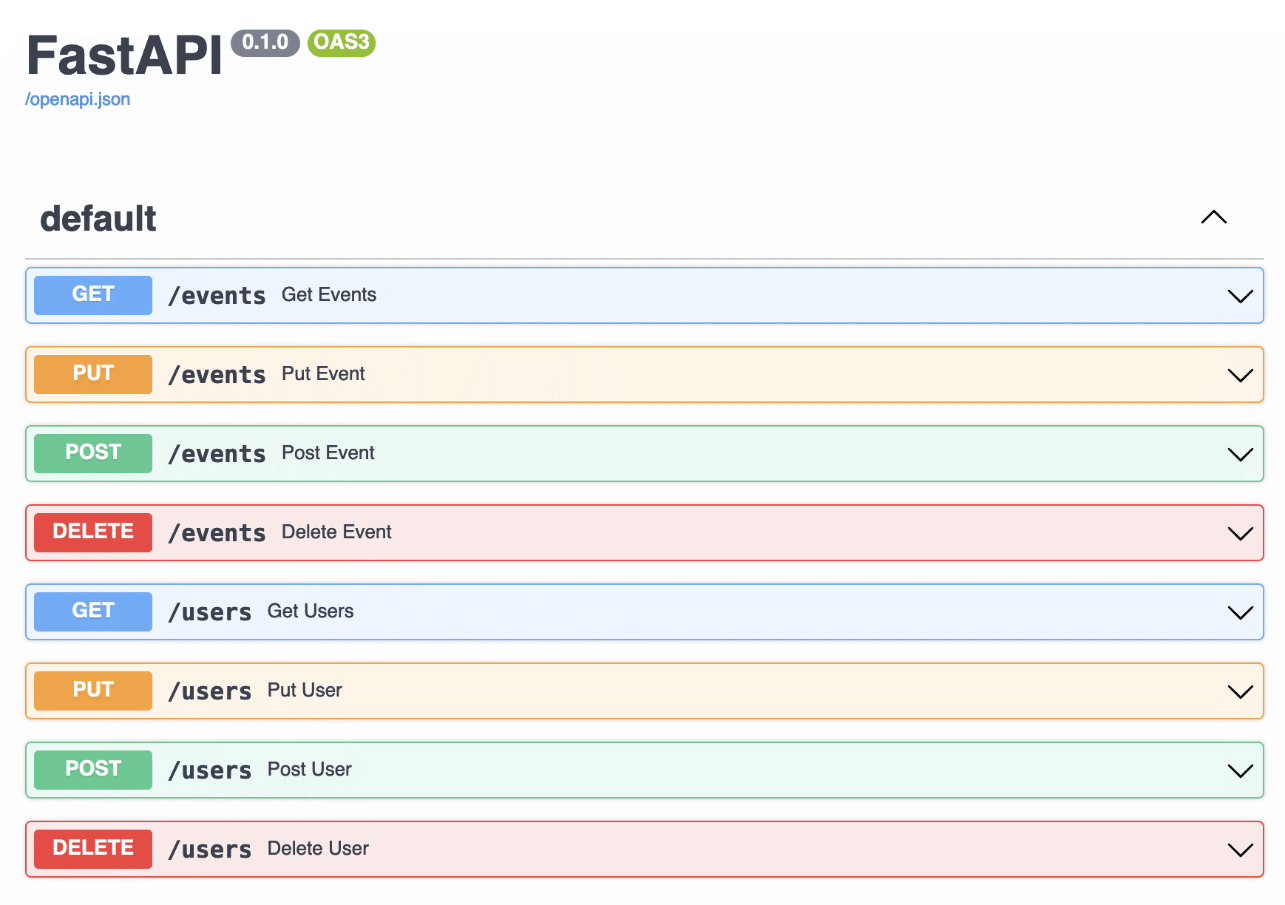 FastAPI 0.1.0 OAS3
/openapi.json
default
GET /events Get Events
PUT /events Put Event
POST /events Post Event
DELETE /events Delete Event
GET /users Get Users
PUT /users Put User
POST /users Post User
DELETE /users Delete User